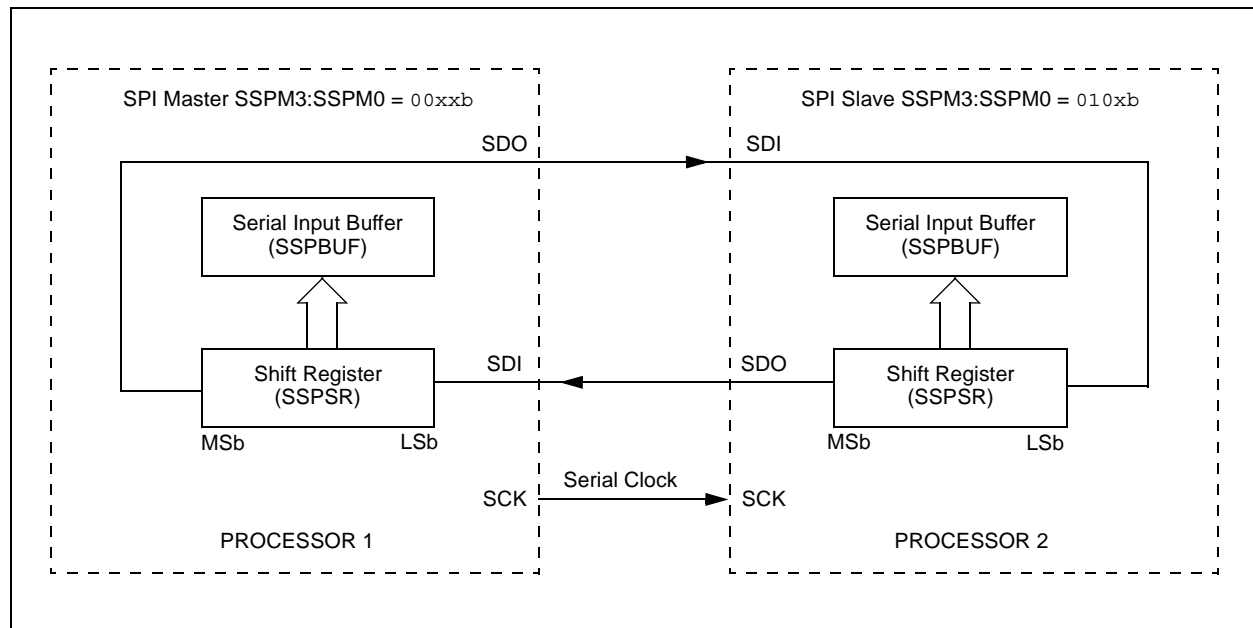 SPI Master SSPM3:SSPM0 = 00xxb
SPI Slave SSPM3:SSPM0 = 010xb
SDO
SDI
Serial Input Buffer
(SSPBUF)
Serial Input Buffer
(SSPBUF)
SDI
SDO
Shift Register
(SSPSR)
Shift Register
(SSPSR)
MSb
LSb
MSb
LSb
Serial Clock
SCK
SCK
PROCESSOR 1
PROCESSOR 2